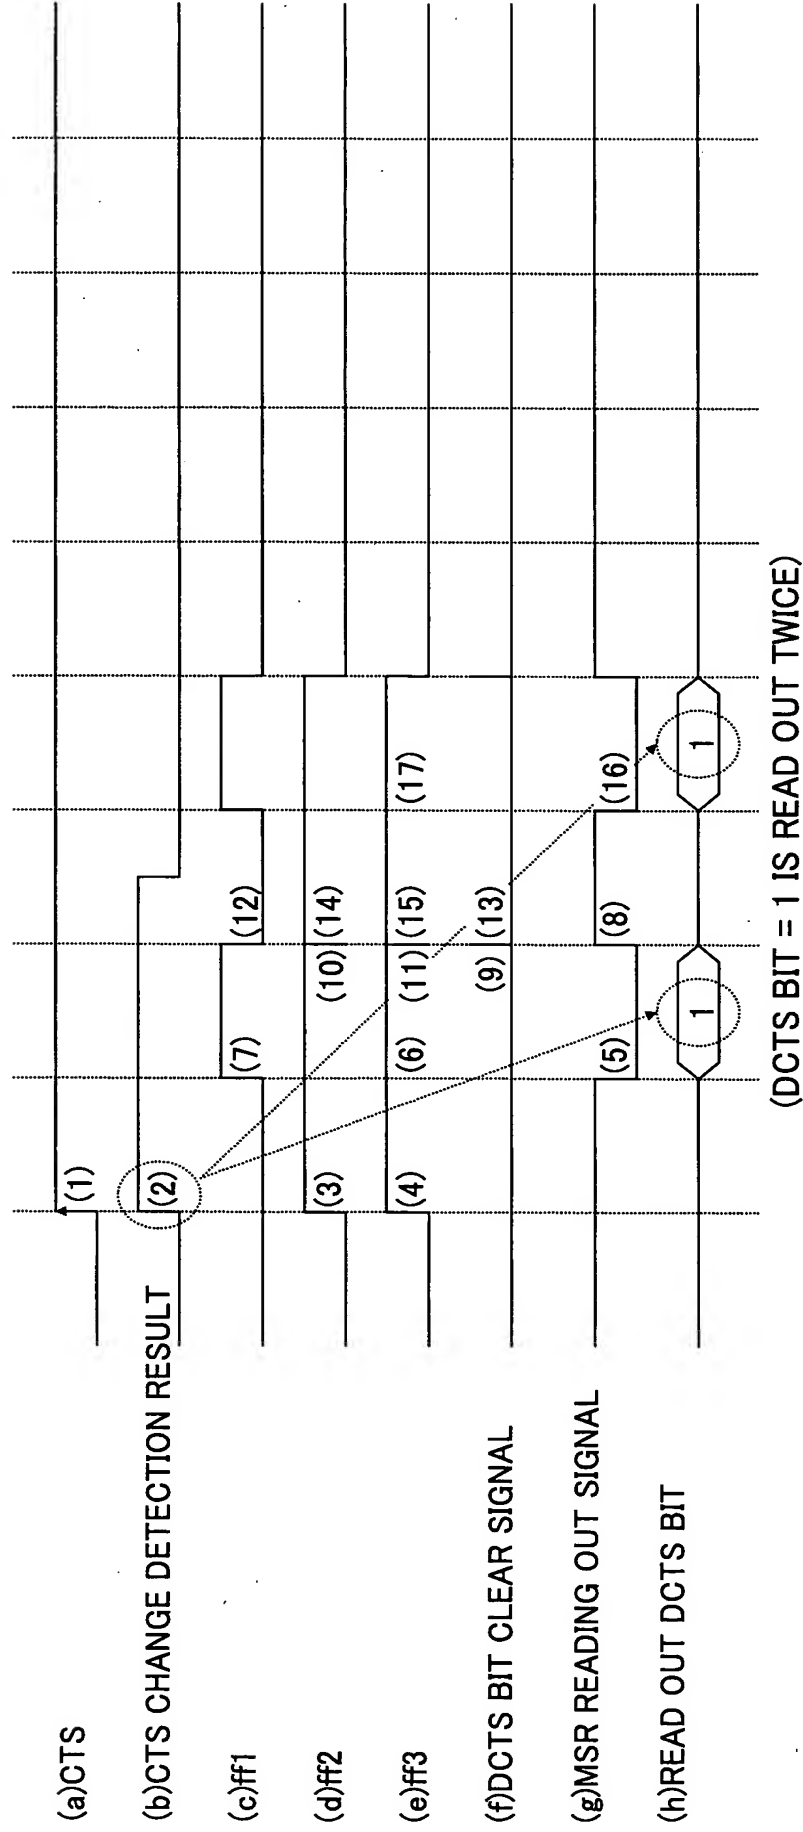 (a)CTS (1)
(b)CTS CHANGE DETECTION RESULT (2)
(c)ff1 (7) (12)
(d)ff2 (3) (10) (14)
(e)ff3 (4) (6) (11) (15) (17)
(f)DCTS BIT CLEAR SIGNAL (9) (13)
(g)MSR READING OUT SIGNAL (5) (8) (16)
(h)READ OUT DCTS BIT 1 1
(DCTS BIT = 1 IS READ OUT TWICE)